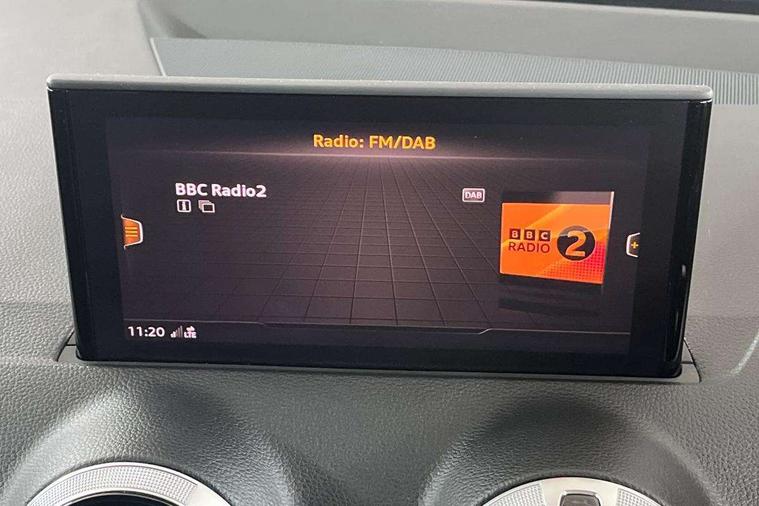 Radio: FM/DAB
BBC Radio2
DAB
BBC
RADIO 2
11:20
LTE